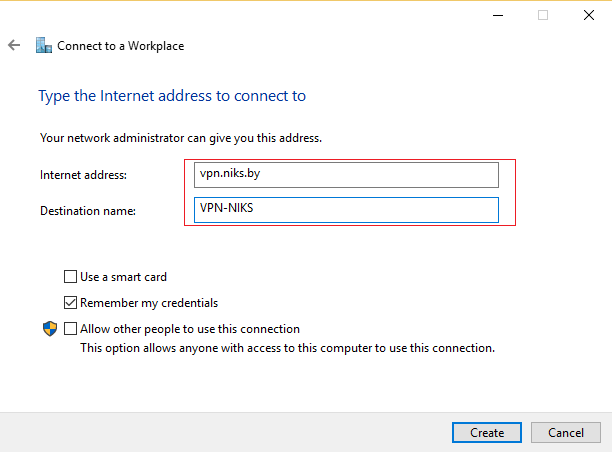 Connect to a Workplace
Type the Internet address to connect to
Your network administrator can give you this address.
Internet address: vpn.niks.by
Destination name: VPN-NIKS
Use a smart card
Remember my credentials
Allow other people to use this connection
This option allows anyone with access to this computer to use this connection.
Create Cancel